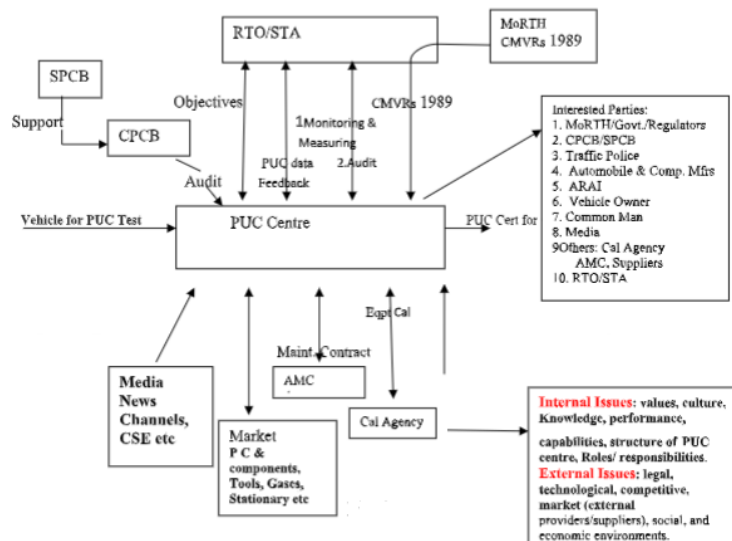 RTO/STA
MoRTH
CMVRs 1989
SPCB
Support
CPCB
Audit
Objectives
PUC data
Feedback
1Monitoring &
Measuring
2.Audit
CMVRs 1989
Interested Parties:
1. MoRTH/Govt./Regulators
2. CPCB/SPCB
3. Traffic Police
4. Automobile & Comp. Mfrs
5. ARAI
6. Vehicle Owner
7. Common Man
8. Media
9Others: Cal Agency
AMC, Suppliers
10. RTO/STA
Vehicle for PUC Test
PUC Centre
PUC Cert for
Media
News
Channels,
CSE etc
Market
P C &
components,
Tools, Gases,
Stationary etc
Maint. Contract
AMC
Eqpt Cal
Cal Agency
Internal Issues: values, culture,
Knowledge, performance,
capabilities, structure of PUC
centre, Roles/ responsibilities.
External Issues: legal,
technological, competitive,
market (external
providers/suppliers), social, and
economic environments.